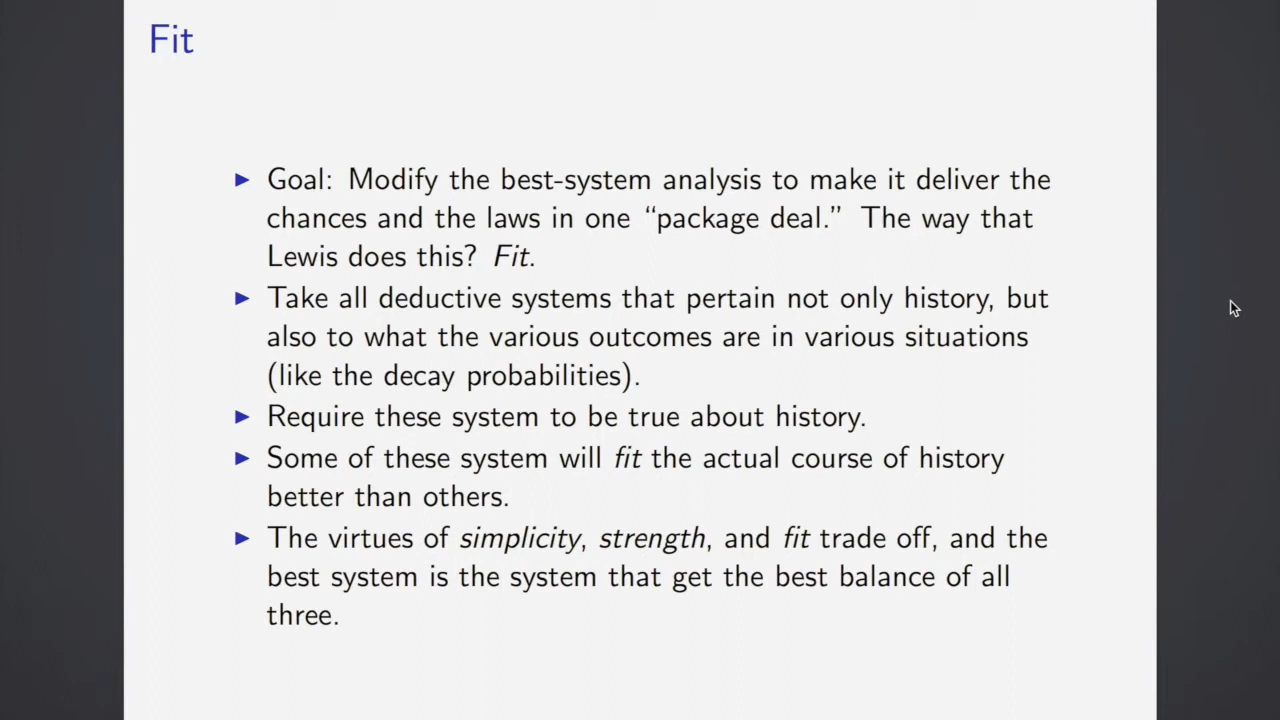 Fit
▶ Goal: Modify the best-system analysis to make it deliver the
chances and the laws in one “package deal.” The way that
Lewis does this? Fit.
▶ Take all deductive systems that pertain not only history, but
also to what the various outcomes are in various situations
(like the decay probabilities).
▶ Require these system to be true about history.
▶ Some of these system will fit the actual course of history
better than others.
▶ The virtues of simplicity, strength, and fit trade off, and the
best system is the system that get the best balance of all
three.